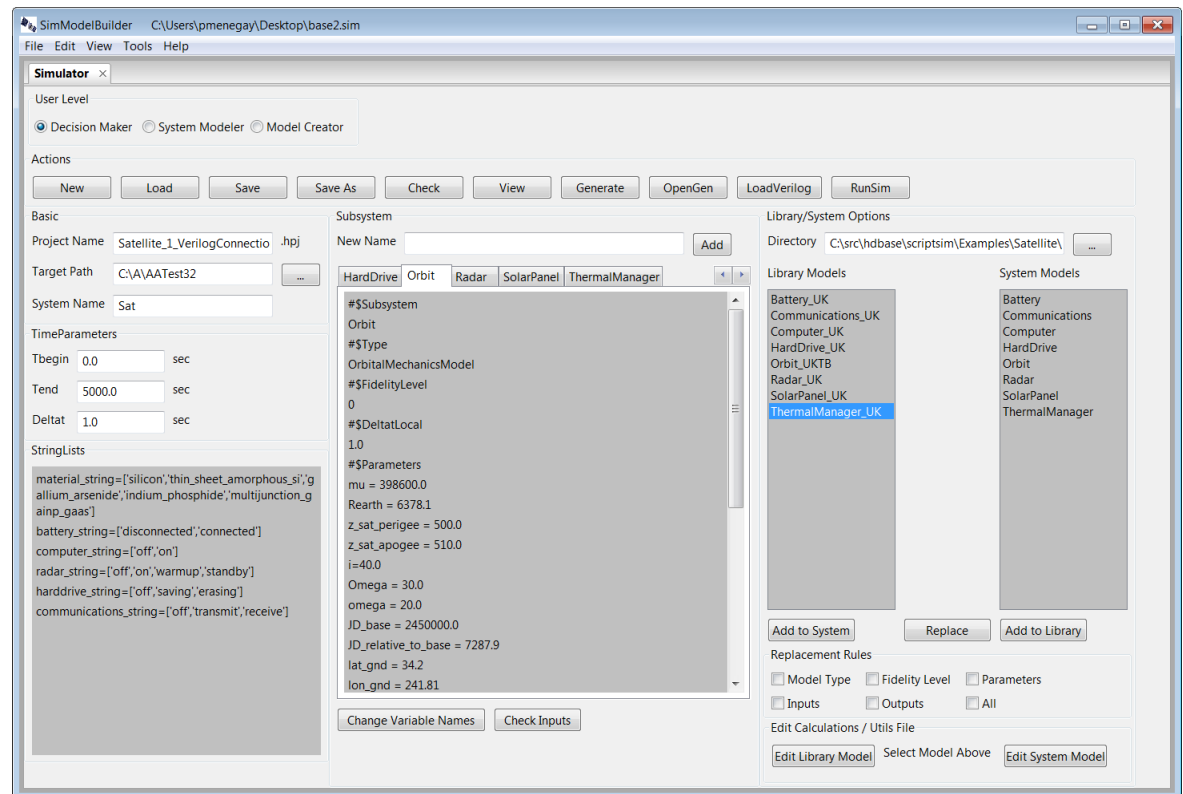 SimModelBuilder C:\Users\pmenegay\Desktop\base2.sim
File Edit View Tools Help
Simulator ×
User Level
Decision Maker System Modeler Model Creator
Actions
New Load Save Save As Check View Generate OpenGen LoadVerilog RunSim
Basic
Project Name Satellite_1_VerilogConnectio .hpj
Target Path C:\A\AATest32 ...
System Name Sat
TimeParameters
Tbegin 0.0 sec
Tend 5000.0 sec
Deltat 1.0 sec
StringLists
material_string=['silicon','thin_sheet_amorphous_si','g
allium_arsenide','indium_phosphide','multijunction_g
ainp_gaas']
battery_string=['disconnected','connected']
computer_string=['off','on']
radar_string=['off','on','warmup','standby']
harddrive_string=['off','saving','erasing']
communications_string=['off','transmit','receive']
Subsystem
New Name Add
HardDrive Orbit Radar SolarPanel ThermalManager
#$Subsystem
Orbit
#$Type
OrbitalMechanicsModel
#$FidelityLevel
0
#$DeltatLocal
1.0
#$Parameters
mu = 398600.0
Rearth = 6378.1
z_sat_perigee = 500.0
z_sat_apogee = 510.0
i=40.0
Omega = 30.0
omega = 20.0
JD_base = 2450000.0
JD_relative_to_base = 7287.9
lat_gnd = 34.2
lon_gnd = 241.81
Change Variable Names Check Inputs
Library/System Options
Directory C:\src\hdbase\scriptsim\Examples\Satellite\ ...
Library Models
Battery_UK
Communications_UK
Computer_UK
HardDrive_UK
Orbit_UKTB
Radar_UK
SolarPanel_UK
ThermalManager_UK
System Models
Battery
Communications
Computer
HardDrive
Orbit
Radar
SolarPanel
ThermalManager
Add to System Replace Add to Library
Replacement Rules
Model Type Fidelity Level Parameters
Inputs Outputs All
Edit Calculations / Utils File
Edit Library Model Select Model Above Edit System Model